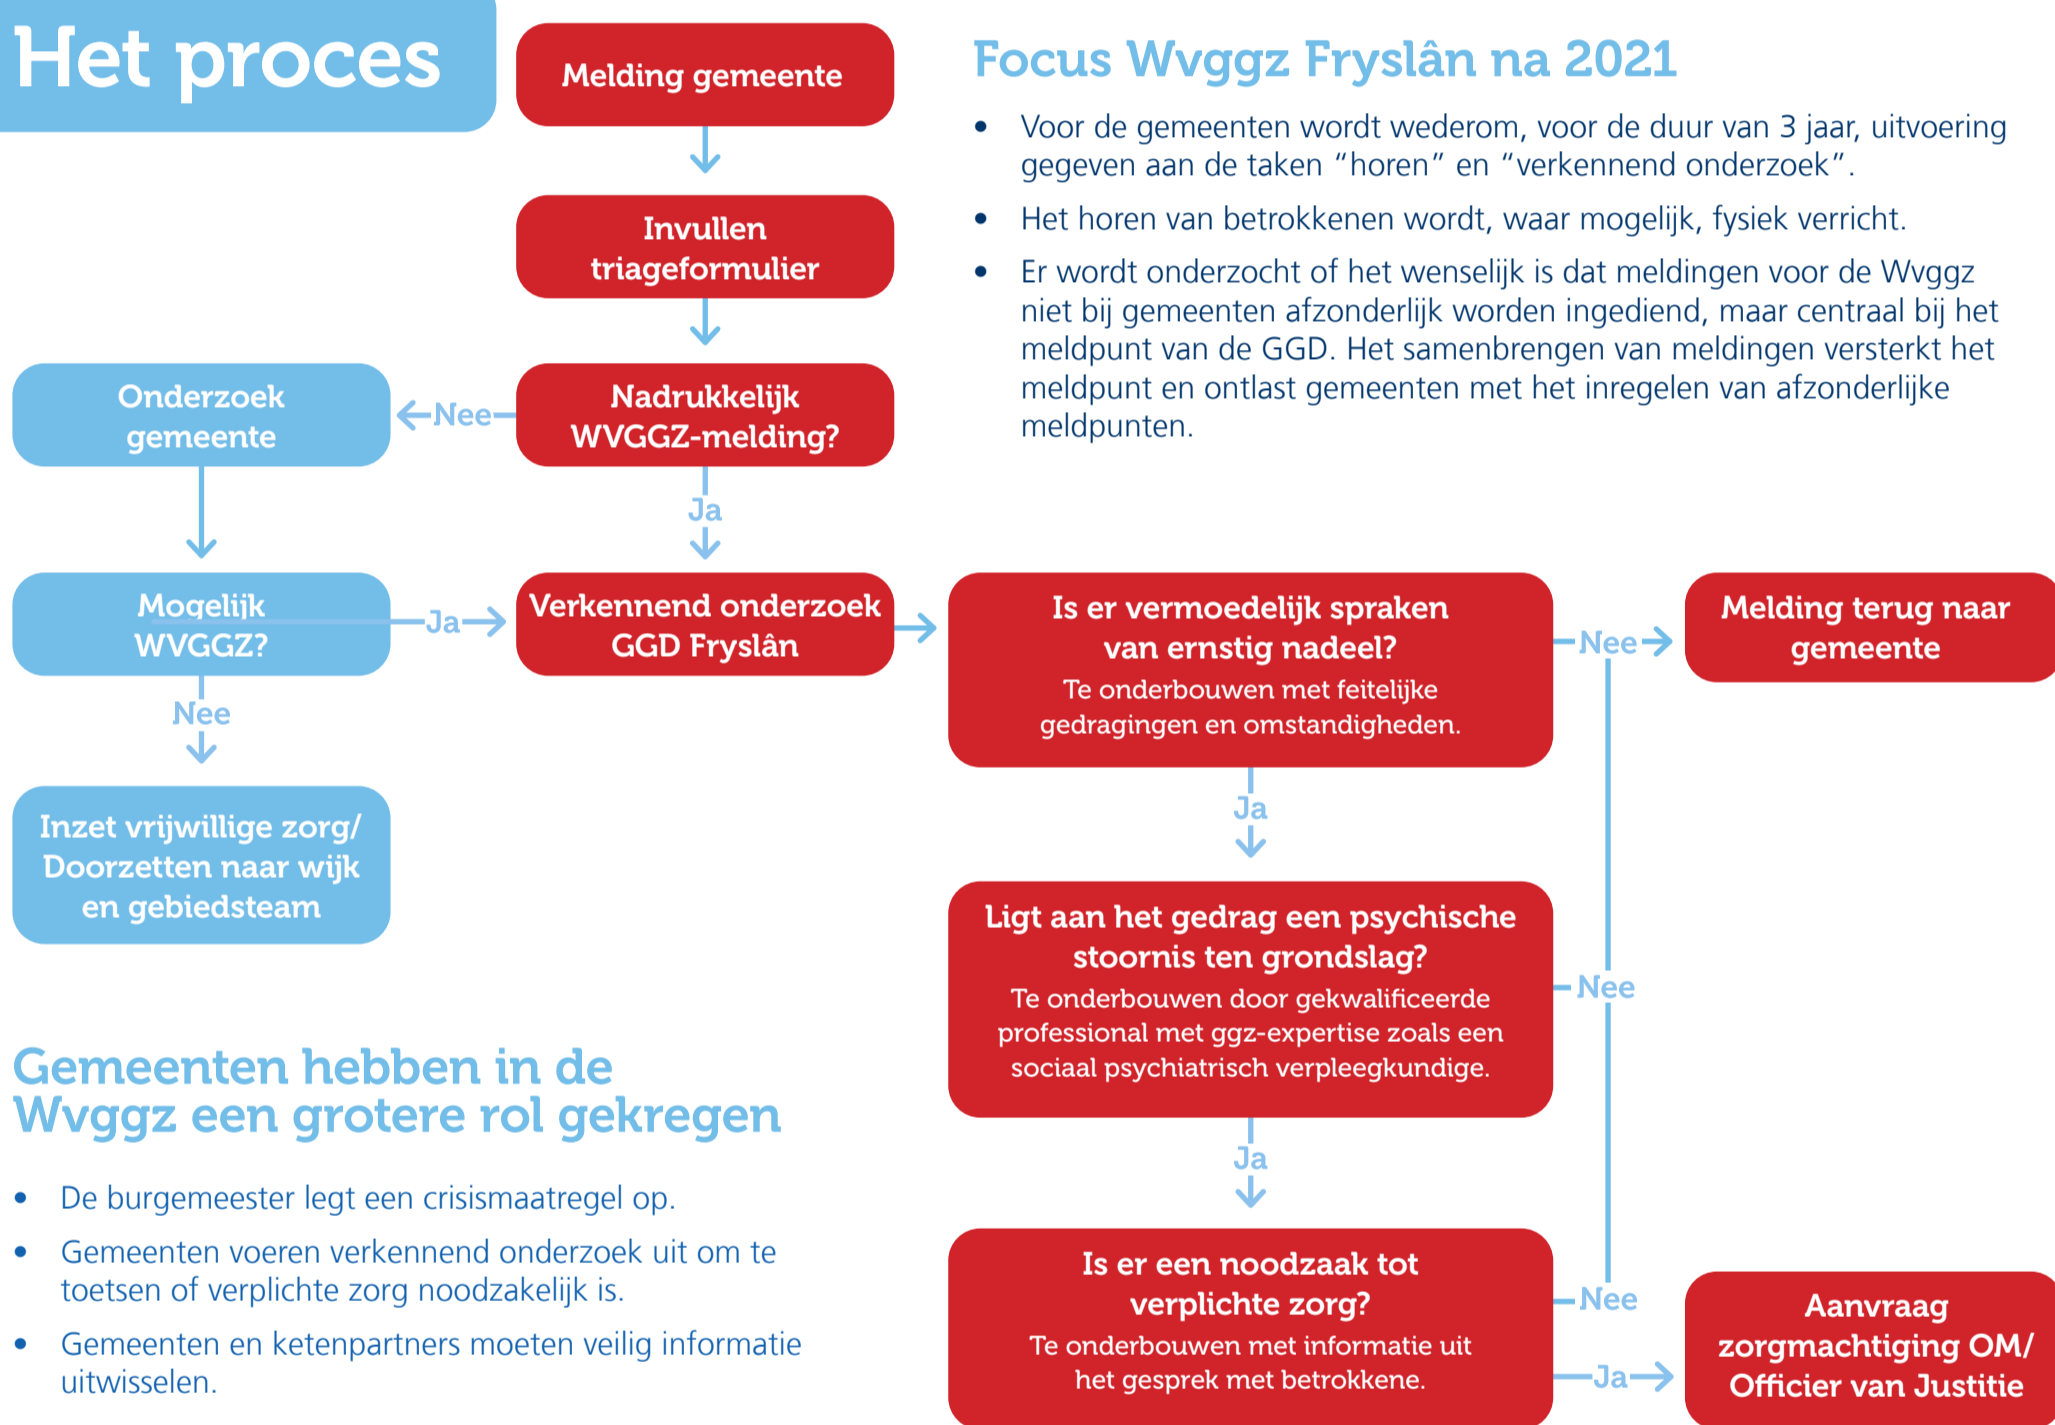 Het proces
Melding gemeente
Invullen
triageformulier
Nadrukkelijk
WVGGZ-melding?
Nee
Onderzoek
gemeente
Ja
Mogelijk
WVGGZ?
Ja
Verkennend onderzoek
GGD Fryslân
Nee
Inzet vrijwillige zorg/
Doorzetten naar wijk
en gebiedsteam
Focus Wvggz Fryslân na 2021
• Voor de gemeenten wordt wederom, voor de duur van 3 jaar, uitvoering
gegeven aan de taken “horen” en “verkennend onderzoek”.
• Het horen van betrokkenen wordt, waar mogelijk, fysiek verricht.
• Er wordt onderzocht of het wenselijk is dat meldingen voor de Wvggz
niet bij gemeenten afzonderlijk worden ingediend, maar centraal bij het
meldpunt van de GGD. Het samenbrengen van meldingen versterkt het
meldpunt en ontlast gemeenten met het inregelen van afzonderlijke
meldpunten.
Is er vermoedelijk spraken
van ernstig nadeel?
Te onderbouwen met feitelijke
gedragingen en omstandigheden.
Nee
Melding terug naar
gemeente
Ja
Ligt aan het gedrag een psychische
stoornis ten grondslag?
Te onderbouwen door gekwalificeerde
professional met ggz-expertise zoals een
sociaal psychiatrisch verpleegkundige.
Nee
Ja
Is er een noodzaak tot
verplichte zorg?
Te onderbouwen met informatie uit
het gesprek met betrokkene.
Nee
Ja
Aanvraag
zorgmachtiging OM/
Officier van Justitie
Gemeenten hebben in de
Wvggz een grotere rol gekregen
• De burgemeester legt een crisismaatregel op.
• Gemeenten voeren verkennend onderzoek uit om te
toetsen of verplichte zorg noodzakelijk is.
• Gemeenten en ketenpartners moeten veilig informatie
uitwisselen.